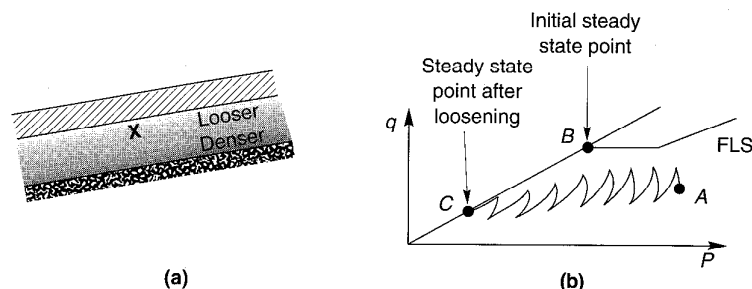 Looser
Denser
X
(a)
Initial steady
state point
Steady state
point after
loosening
q
B
FLS
A
C
P
(b)